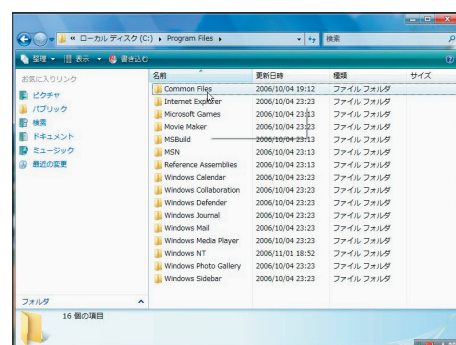 « ローカル ディスク (C:) ▸ Program Files ▸
検索
整理 表示 書き込む
お気に入りリンク
ピクチャ
パブリック
検索
ドキュメント
ミュージック
最近の変更
フォルダ
名前 更新日時 種類 サイズ
Common Files 2006/10/04 19:12 ファイル フォルダ
Internet Explorer 2006/10/04 23:23 ファイル フォルダ
Microsoft Games 2006/10/04 23:13 ファイル フォルダ
Movie Maker 2006/10/04 23:23 ファイル フォルダ
MSBuild 2006/10/04 23:13 ファイル フォルダ
MSN 2006/10/04 23:13 ファイル フォルダ
Reference Assemblies 2006/10/04 23:13 ファイル フォルダ
Windows Calendar 2006/10/04 23:23 ファイル フォルダ
Windows Collaboration 2006/10/04 23:23 ファイル フォルダ
Windows Defender 2006/10/04 23:23 ファイル フォルダ
Windows Journal 2006/10/04 23:23 ファイル フォルダ
Windows Mail 2006/10/04 23:23 ファイル フォルダ
Windows Media Player 2006/10/04 23:23 ファイル フォルダ
Windows NT 2006/11/01 18:52 ファイル フォルダ
Windows Photo Gallery 2006/10/04 23:23 ファイル フォルダ
Windows Sidebar 2006/10/04 23:23 ファイル フォルダ
16 個の項目